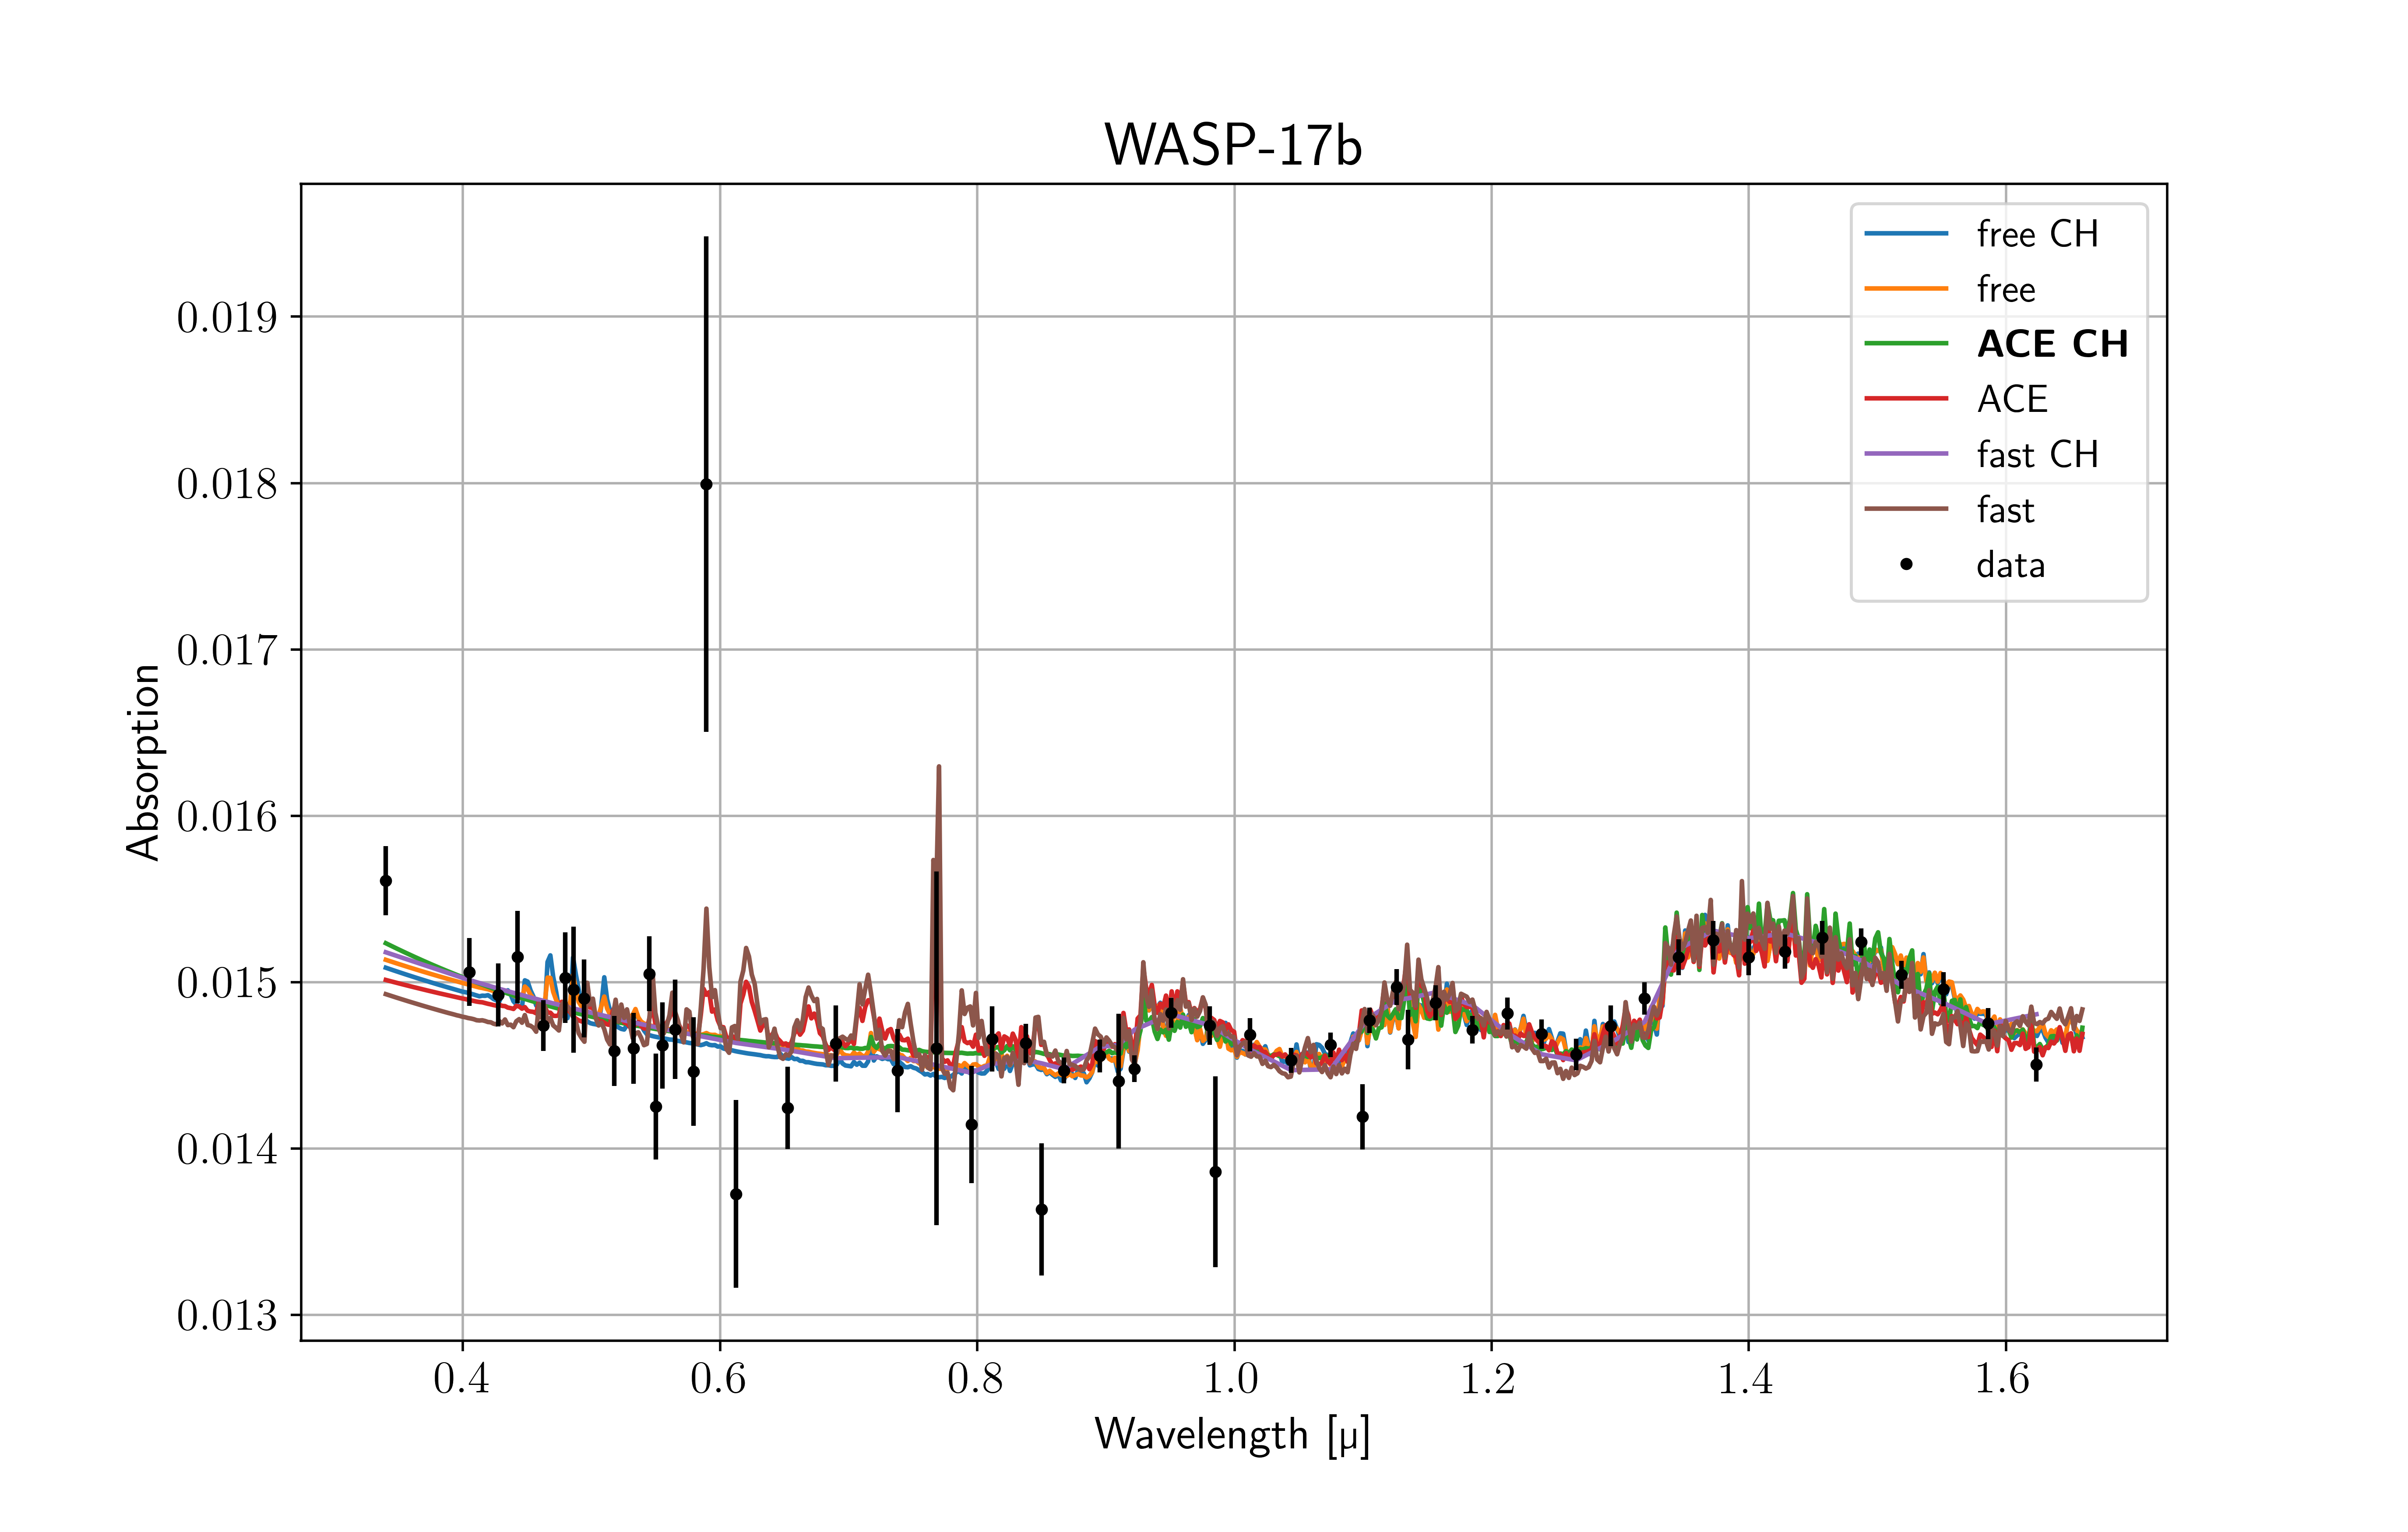 WASP-17b
free CH
free
ACE CH
ACE
fast CH
fast
data
Absorption
0.019
0.018
0.017
0.016
0.015
0.014
0.013
0.4 0.6 0.8 1.0 1.2 1.4 1.6
Wavelength [μ]